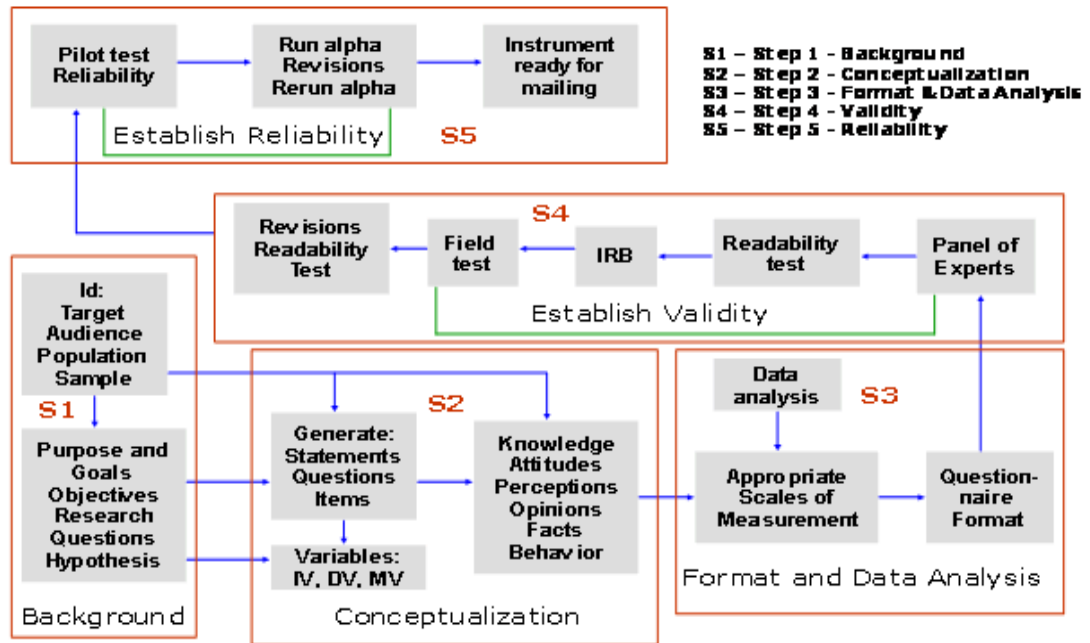 Pilot test
Reliability
Run alpha
Revisions
Rerun alpha
Instrument
ready for
mailing
Establish Reliability
S5
S1 – Step 1 - Background
S2 – Step 2 - Conceptualization
S3 – Step 3 - Format & Data Analysis
S4 – Step 4 - Validity
S5 – Step 5 - Reliability
Revisions
Readability
Test
Field
test
S4
IRB
Readability
test
Panel of
Experts
Establish Validity
Id:
Target
Audience
Population
Sample
S1
Purpose and
Goals
Objectives
Research
Questions
Hypothesis
Background
S2
Generate:
Statements
Questions
Items
Variables:
IV, DV, MV
Knowledge
Attitudes
Perceptions
Opinions
Facts
Behavior
Conceptualization
Data
analysis
S3
Appropriate
Scales of
Measurement
Question-
naire
Format
Format and Data Analysis